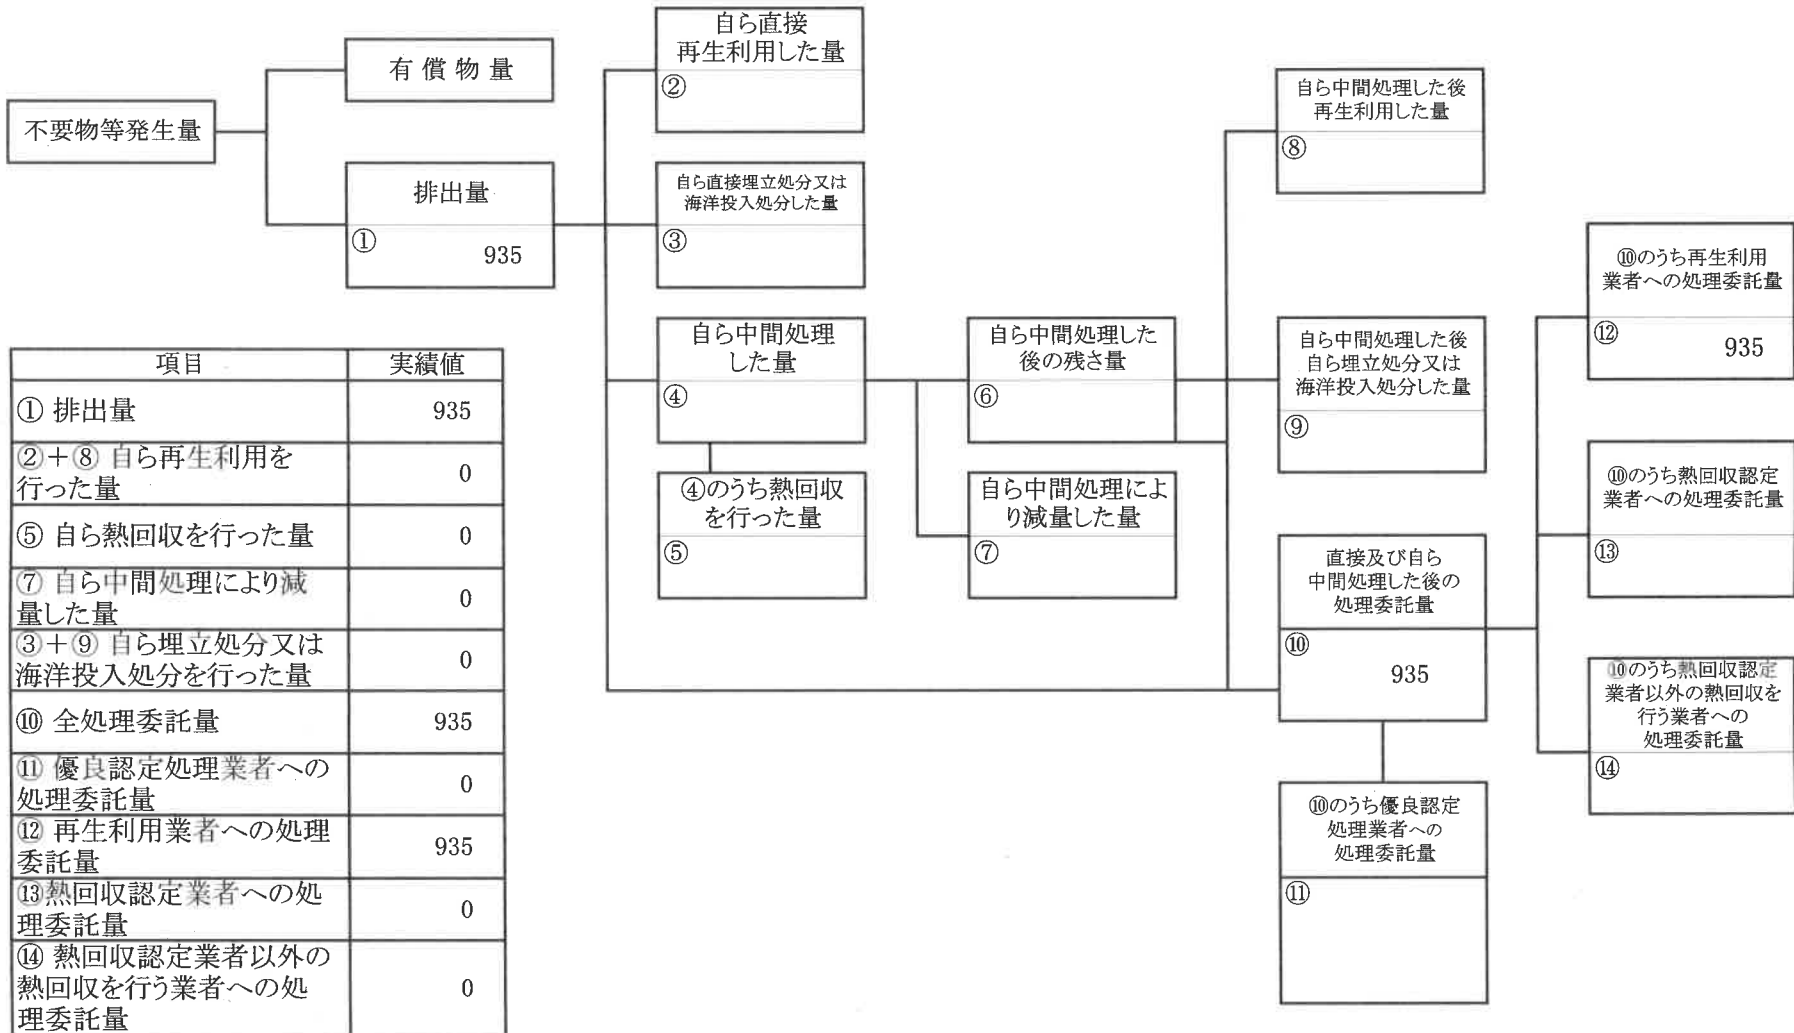 不要物等発生量
有償物量
排出量
①
935
自ら直接
再生利用した量
②
自ら直接埋立処分又は
海洋投入処分した量
③
自ら中間処理
した量
④
④のうち熱回収
を行った量
⑤
自ら中間処理した
後の残さ量
⑥
自ら中間処理によ
り減量した量
⑦
自ら中間処理した後
再生利用した量
⑧
自ら中間処理した後
自ら埋立処分又は
海洋投入処分した量
⑨
直接及び自ら
中間処理した後の
処理委託量
⑩
935
⑩のうち優良認定
処理業者への
処理委託量
⑪
⑩のうち再生利用
業者への処理委託量
⑫
935
⑩のうち熱回収認定
業者への処理委託量
⑬
⑩のうち熱回収認定
業者以外の熱回収を
行う業者への
処理委託量
⑭
項目 実績値
① 排出量 935
②+⑧ 自ら再生利用を
行った量 0
⑤ 自ら熱回収を行った量 0
⑦ 自ら中間処理により減
量した量 0
③+⑨ 自ら埋立処分又は
海洋投入処分を行った量 0
⑩ 全処理委託量 935
⑪ 優良認定処理業者への
処理委託量 0
⑫ 再生利用業者への処理
委託量 935
⑬熱回収認定業者への処
理委託量 0
⑭ 熱回収認定業者以外の
熱回収を行う業者への処
理委託量 0